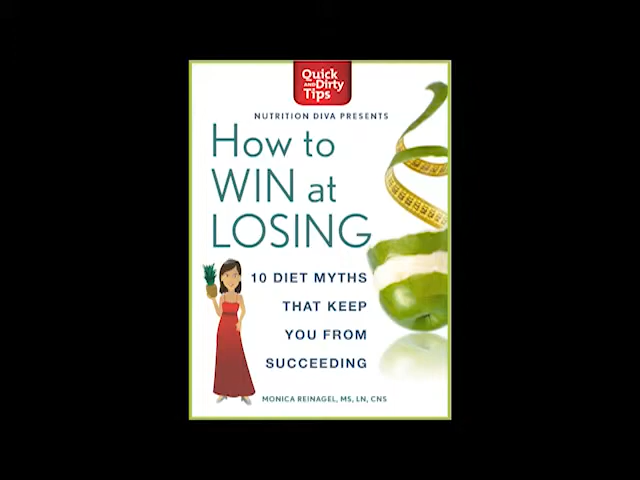 Quick
AND Dirty
Tips
NUTRITION DIVA PRESENTS
How to
WIN at
LOSING
10 DIET MYTHS
THAT KEEP
YOU FROM
SUCCEEDING
MONICA REINAGEL, MS, LN, CNS